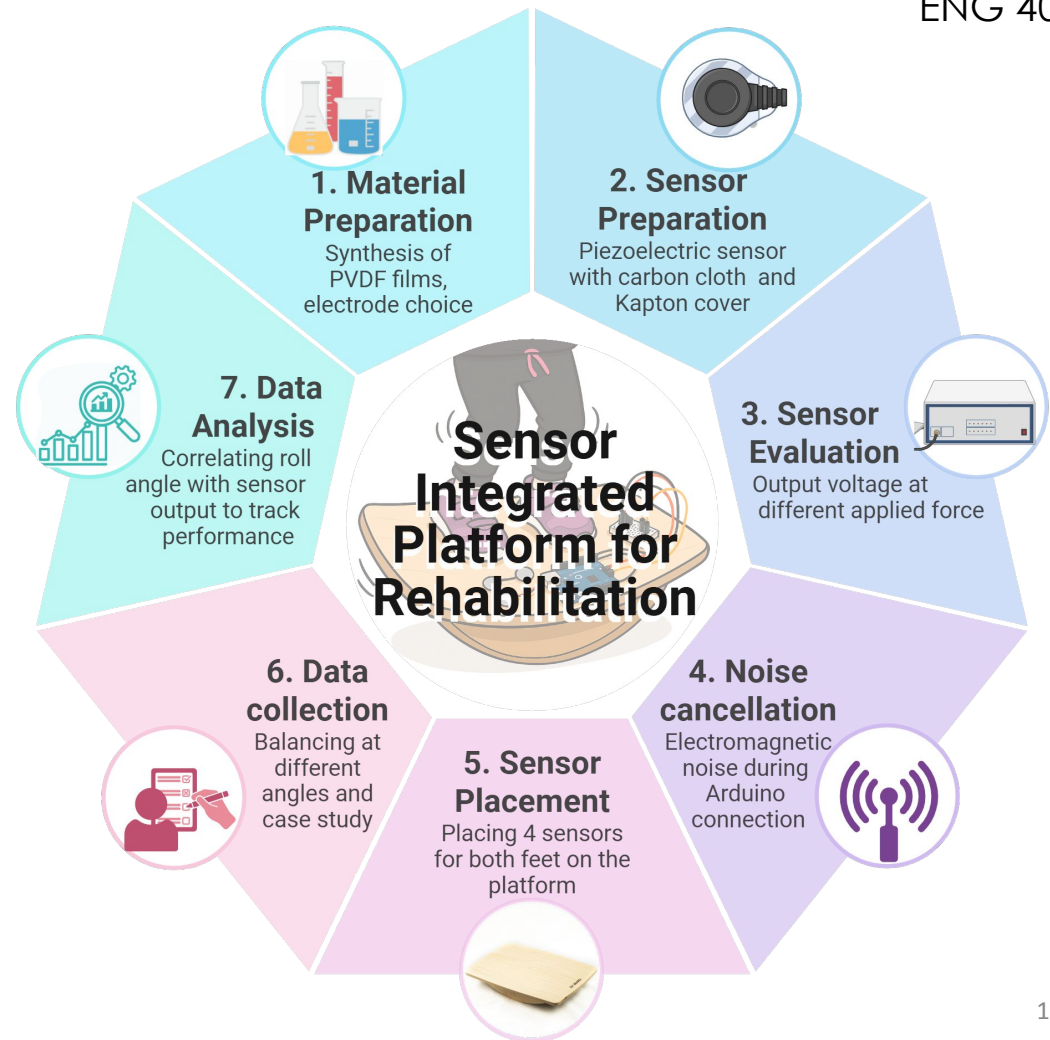 ENG 40
1. Material
Preparation
Synthesis of
PVDF films,
electrode choice
2. Sensor
Preparation
Piezoelectric sensor
with carbon cloth and
Kapton cover
3. Sensor
Evaluation
Output voltage at
different applied force
4. Noise
cancellation
Electromagnetic
noise during
Arduino
connection
5. Sensor
Placement
Placing 4 sensors
for both feet on the
platform
6. Data
collection
Balancing at
different
angles and
case study
7. Data
Analysis
Correlating roll
angle with sensor
output to track
performance
Sensor
Integrated
Platform for
Rehabilitation
1